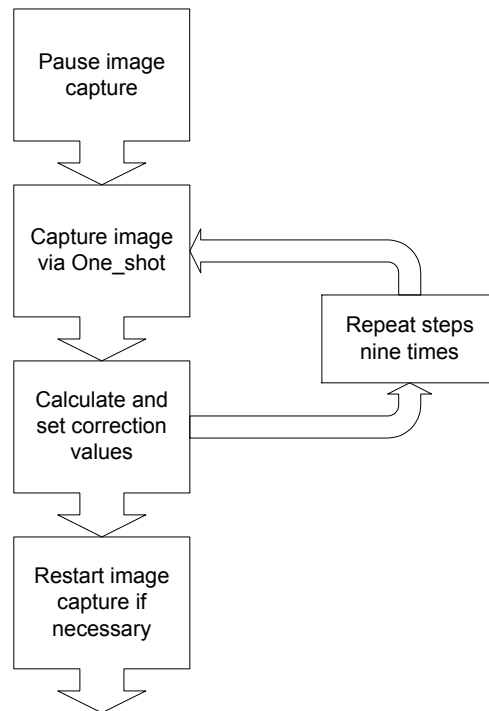 Pause image
capture
Capture image
via One_shot
Repeat steps
nine times
Calculate and
set correction
values
Restart image
capture if
necessary